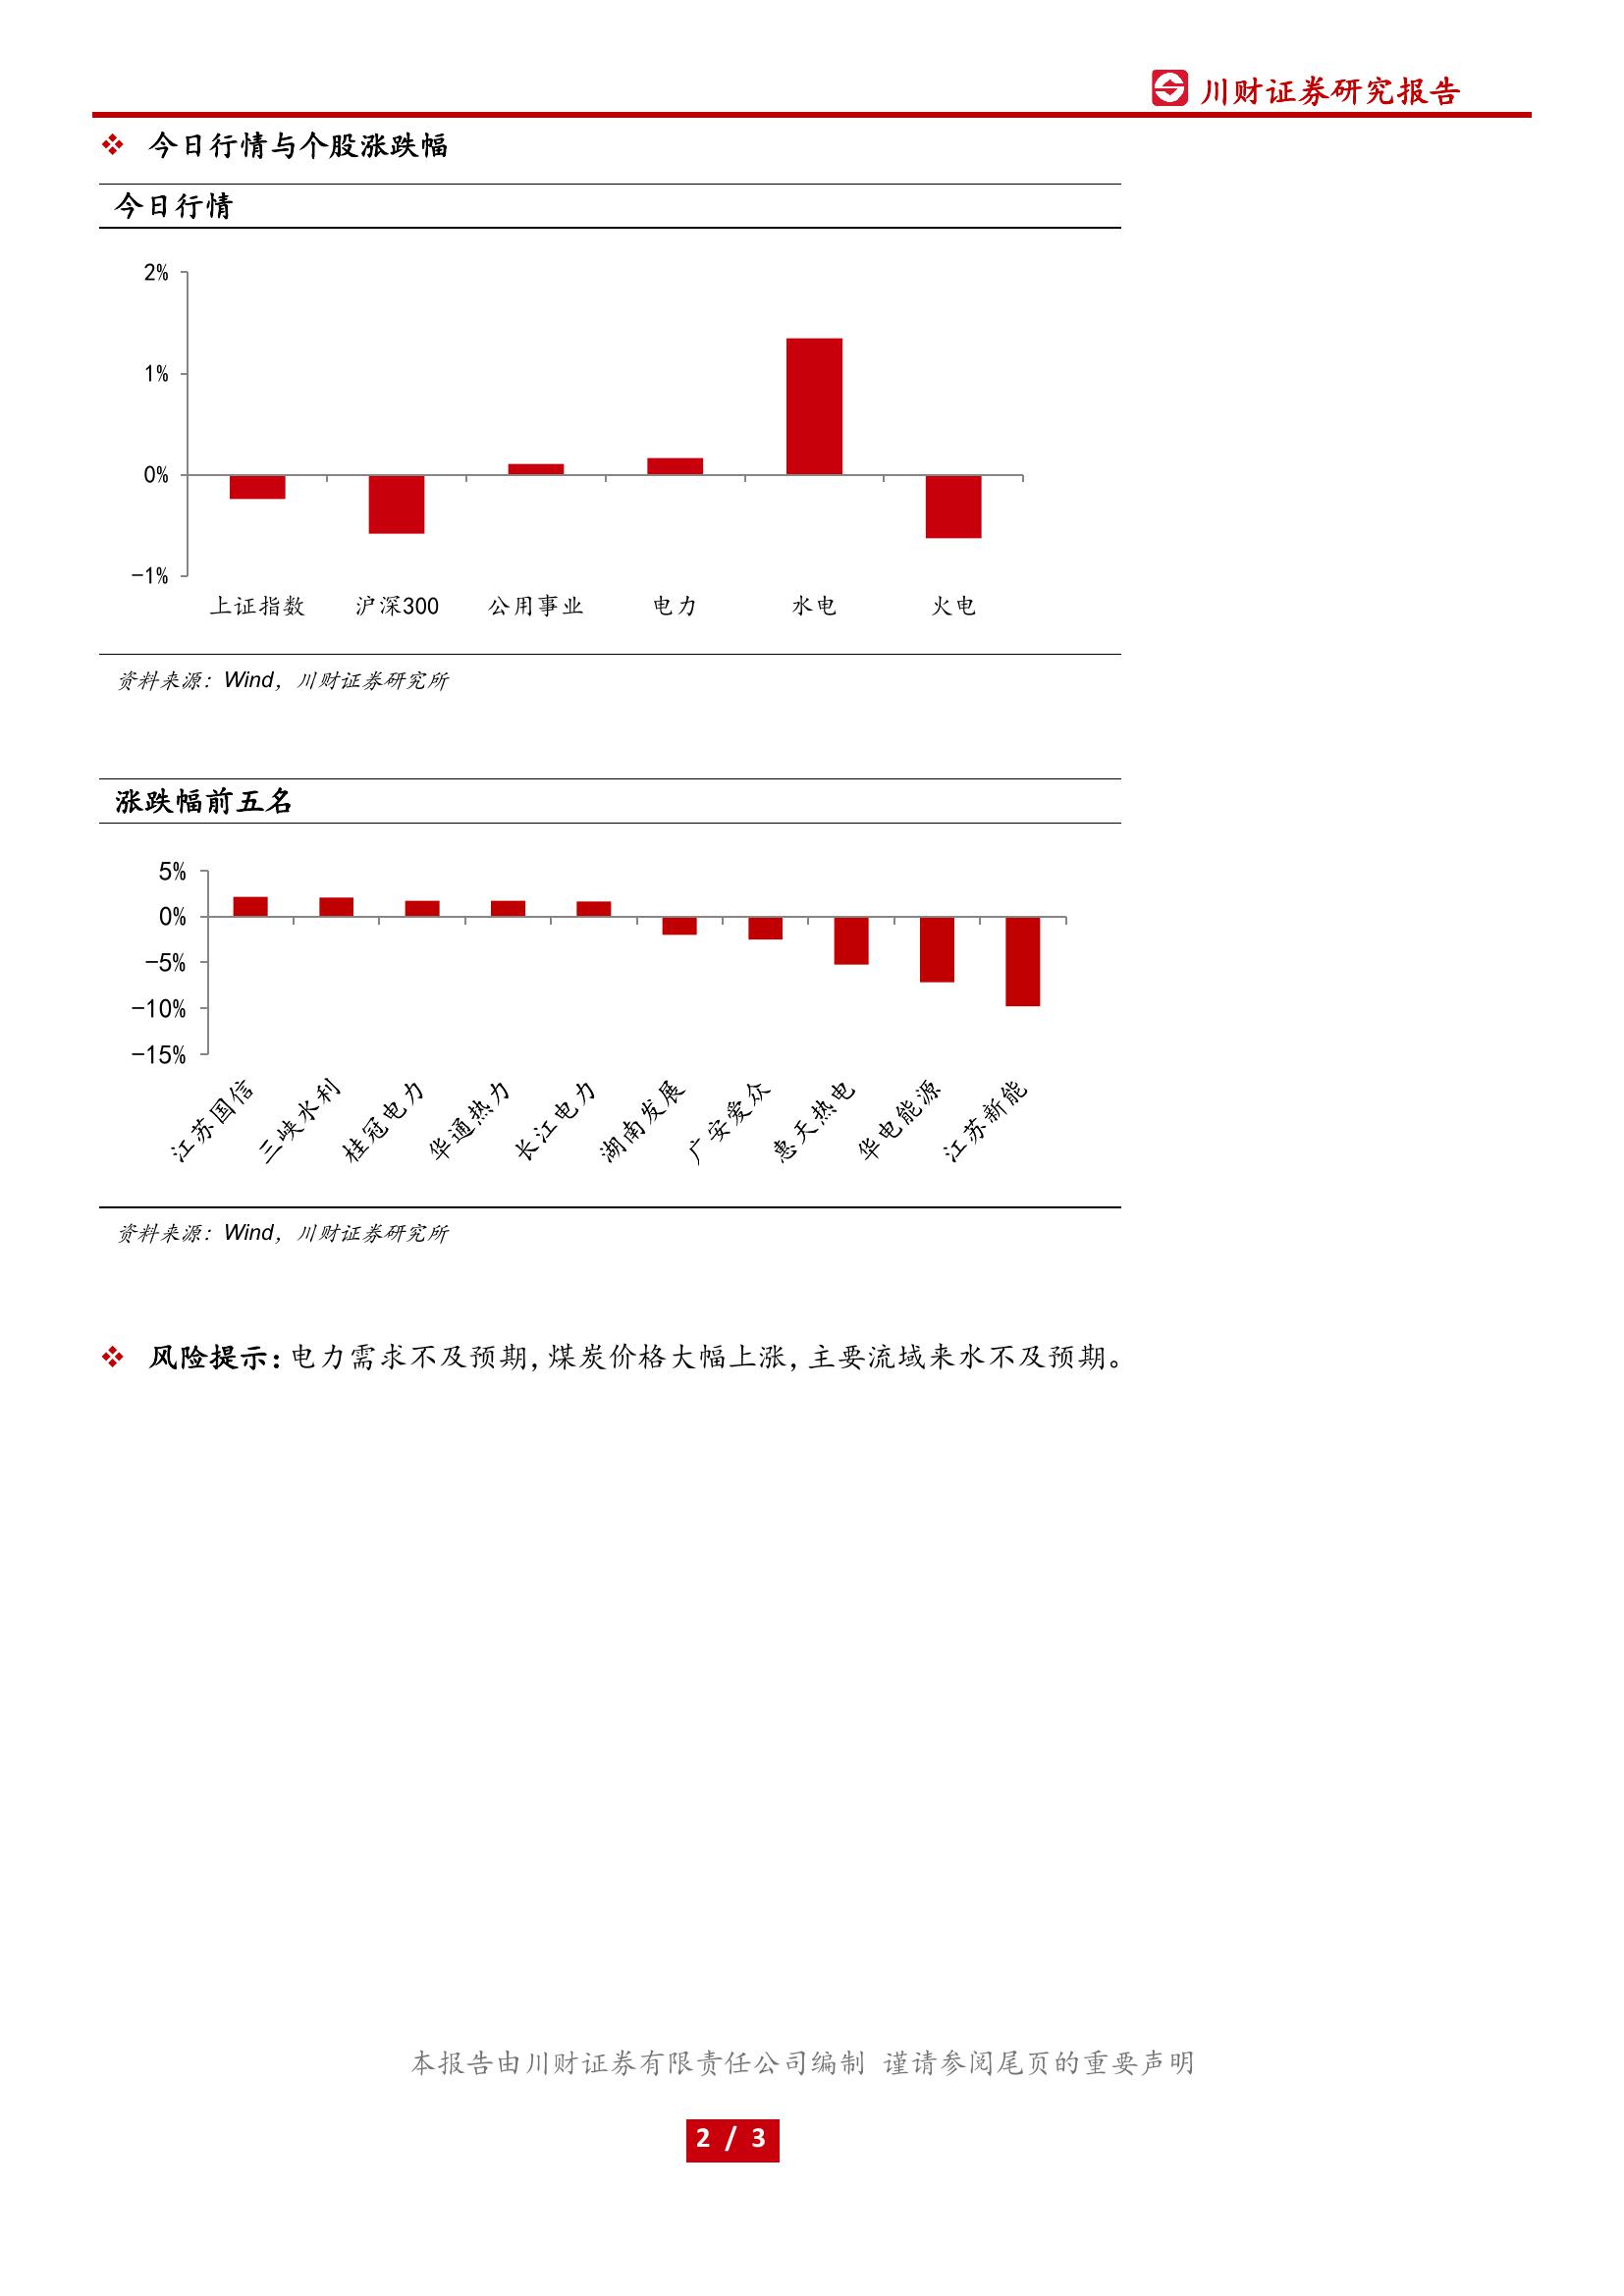 川财证券研究报告
今日行情与个股涨跌幅
今日行情
2%
1%
0%
-1%
上证指数 沪深300 公用事业 电力 水电 火电
资料来源：Wind，川财证券研究所
涨跌幅前五名
5%
0%
-5%
-10%
-15%
江苏国信 三峡水利 桂冠电力 华通热力 长江电力 湖南发展 广安爱众 惠天热电 华电能源 江苏新能
资料来源：Wind，川财证券研究所
风险提示：电力需求不及预期，煤炭价格大幅上涨，主要流域来水不及预期。
本报告由川财证券有限责任公司编制 谨请参阅尾页的重要声明
2 / 3